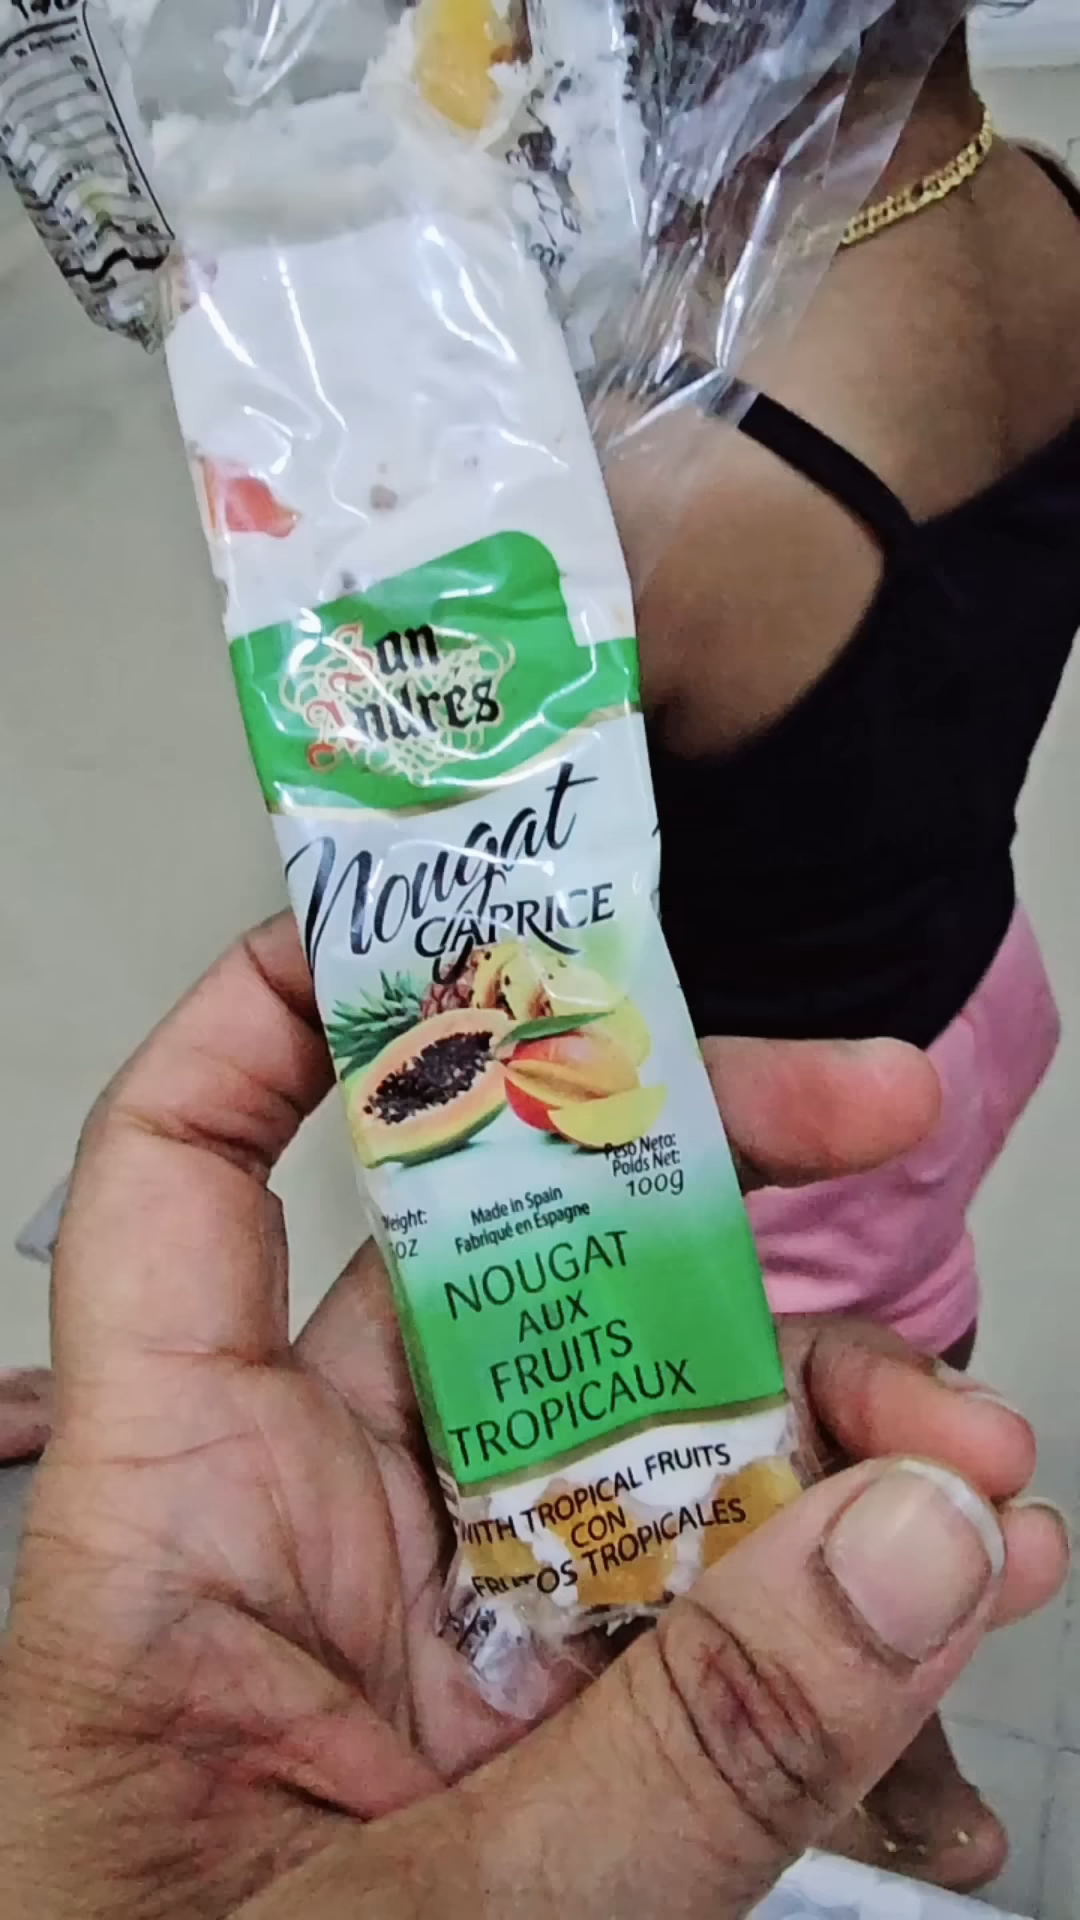 San
Andrés
Nougat
CAPRICE
Peso Neto:
Poids Net:
100g
Made in Spain
Fabriqué en Espagne
NOUGAT
AUX
FRUITS
TROPICAUX
WITH TROPICAL FRUITS
CON
FRUTOS TROPICALES